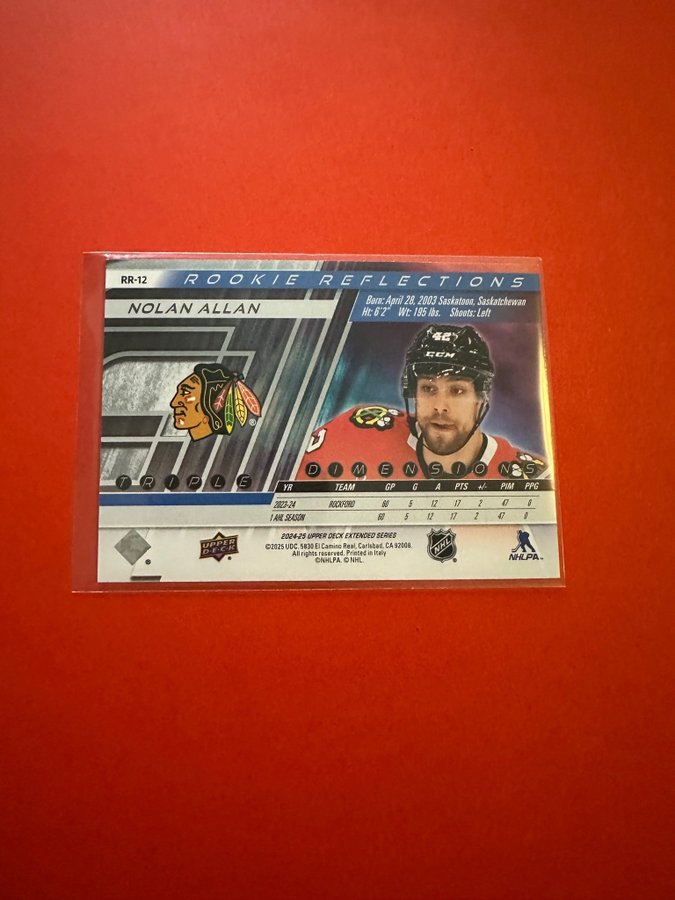 RR-12
ROOKIE REFLECTIONS
NOLAN ALLAN
Born: April 28, 2003 Saskatoon, Saskatchewan
Ht: 6'2" Wt: 195 lbs. Shoots: Left
42
CCM
TRIPLE DIMENSIONS
YR TEAM GP G A PTS +/- PIM PPG
2023-24 ROCKFORD 60 5 12 17 2 47 0
1 AHL SEASON 60 5 12 17 2 47 0
2024-25 UPPER DECK EXTENDED SERIES
©2025 UDC. 5830 El Camino Real, Carlsbad, CA 92008.
All rights reserved. Printed in Italy
©NHLPA. ©NHL.
UPPER DECK
NHL
NHLPA